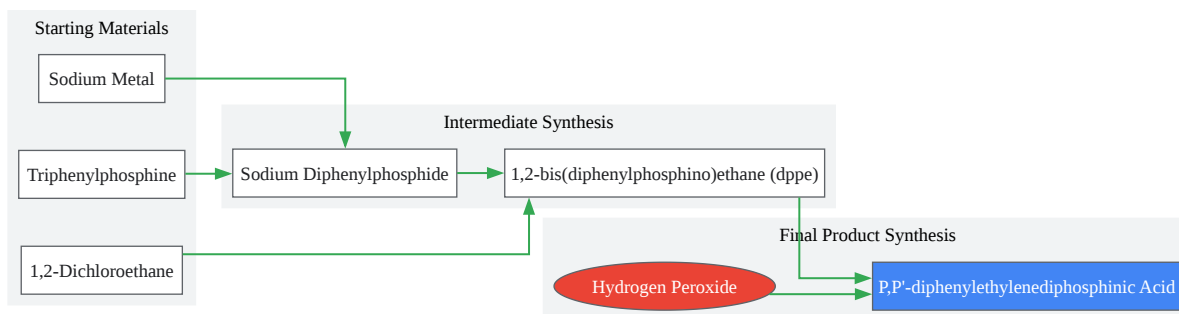 Starting Materials
Sodium Metal
Intermediate Synthesis
Triphenylphosphine
Sodium Diphenylphosphide
1,2-bis(diphenylphosphino)ethane (dppe)
Final Product Synthesis
1,2-Dichloroethane
Hydrogen Peroxide
P,P'-diphenylethylenediphosphinic Acid